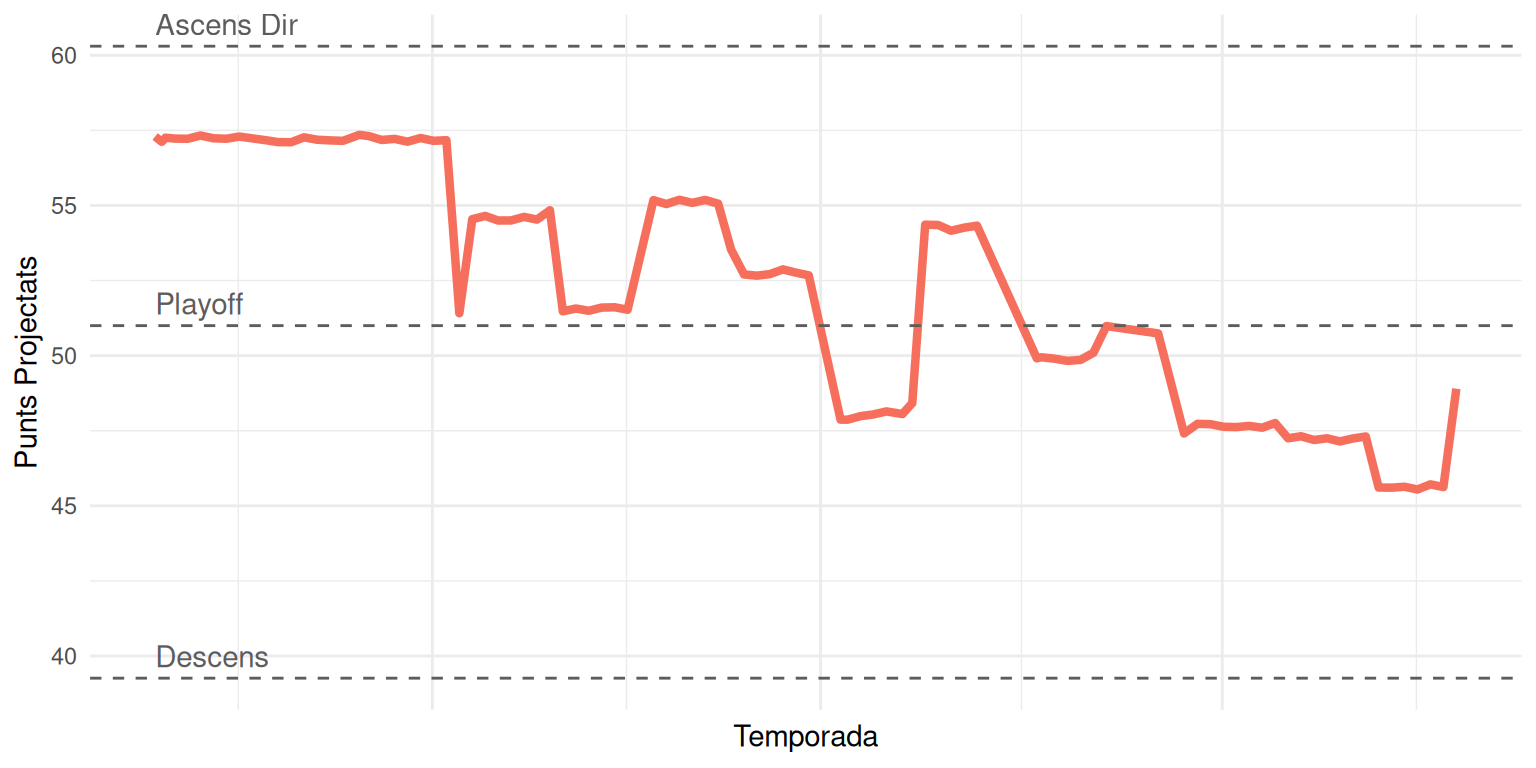 Ascens Dir
60
55
Playoff
50
45
Descens
40
Punts Projectats
Temporada